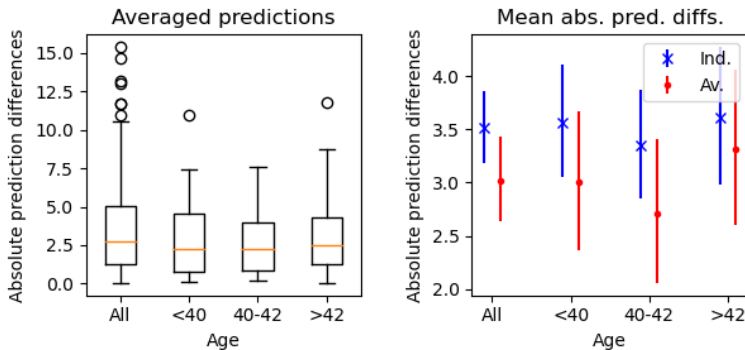 Averaged predictions
Absolute prediction differences
15.0
12.5
10.0
7.5
5.0
2.5
0.0
All <40 40-42 >42
Age
Mean abs. pred. diffs.
Absolute prediction differences
4.0
3.5
3.0
2.5
2.0
Ind.
Av.
All <40 40-42 >42
Age